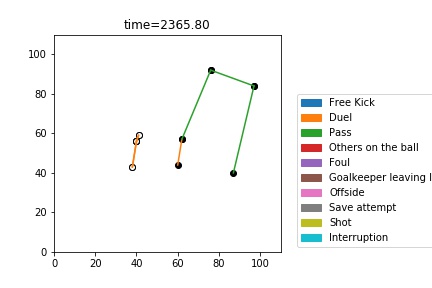 time=2365.80
100
80
60
40
20
0
0 20 40 60 80 100
Free Kick
Duel
Pass
Others on the ball
Foul
Goalkeeper leaving l
Offside
Save attempt
Shot
Interruption